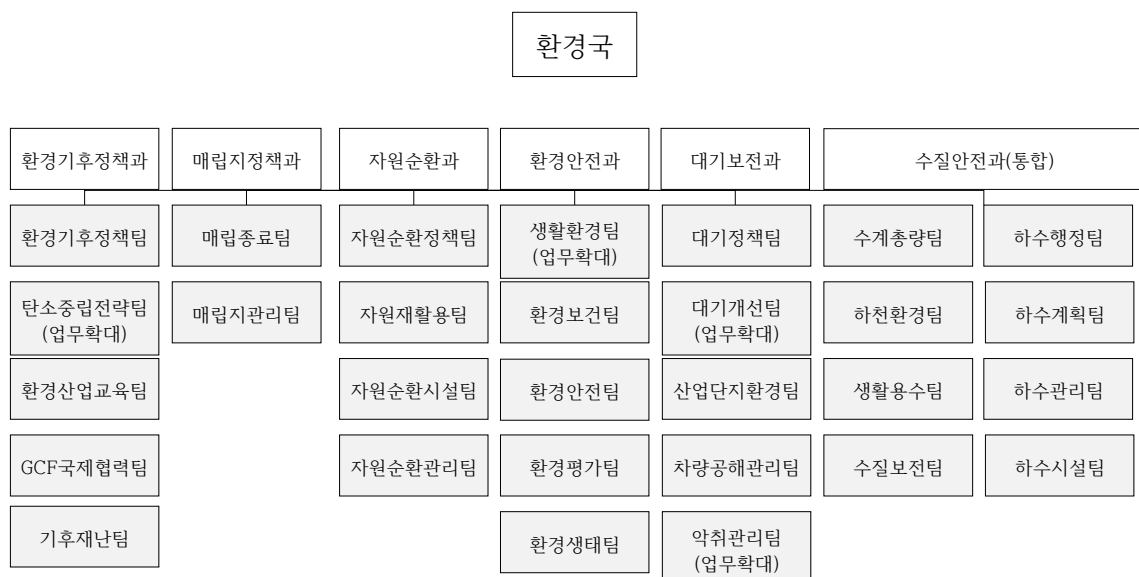 환경국
환경기후정책과 매립지정책과 자원순환과 환경안전과 대기보전과 수질안전과(통합)
환경기후정책팀 매립종료팀 자원순환정책팀 생활환경팀 대기정책팀 수계총량팀 하수행정팀
(업무확대)
탄소중립전략팀 매립지관리팀 자원재활용팀 환경보건팀 대기개선팀 하천환경팀 하수계획팀
(업무확대) (업무확대)
환경산업교육팀 자원순환시설팀 환경안전팀 산업단지환경팀 생활용수팀 하수관리팀
GCF국제협력팀 자원순환관리팀 환경평가팀 차량공해관리팀 수질보전팀 하수시설팀
기후재난팀 환경생태팀 악취관리팀
(업무확대)